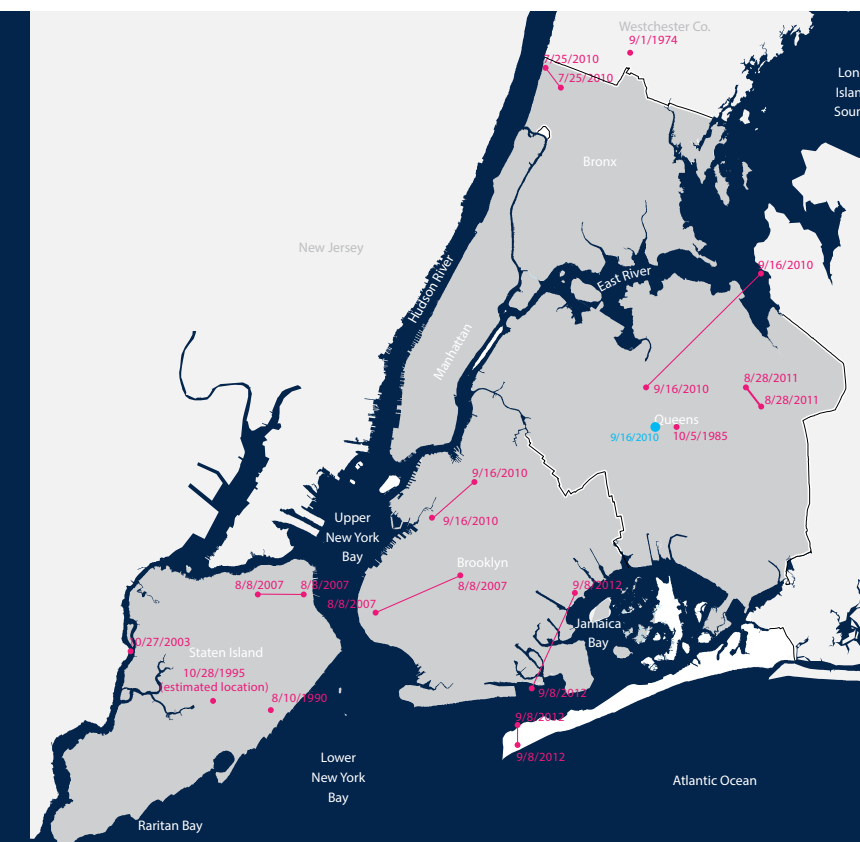 Westchester Co.
9/1/1974
7/25/2010
7/25/2010
Lon
Islan
Soun
Bronx
New Jersey
Hudson River
East River
9/16/2010
Manhattan
8/28/2011
9/16/2010
8/28/2011
Queens
9/16/2010
10/5/1985
9/16/2010
Upper
New York
Bay
9/16/2010
Brooklyn
8/8/2007
8/8/2007
8/8/2007
8/8/2007
9/8/2012
Jamaica
Bay
10/27/2003
Staten Island
10/28/1995
(estimated location)
8/10/1990
9/8/2012
9/8/2012
9/8/2012
Lower
New York
Bay
Atlantic Ocean
Raritan Bay